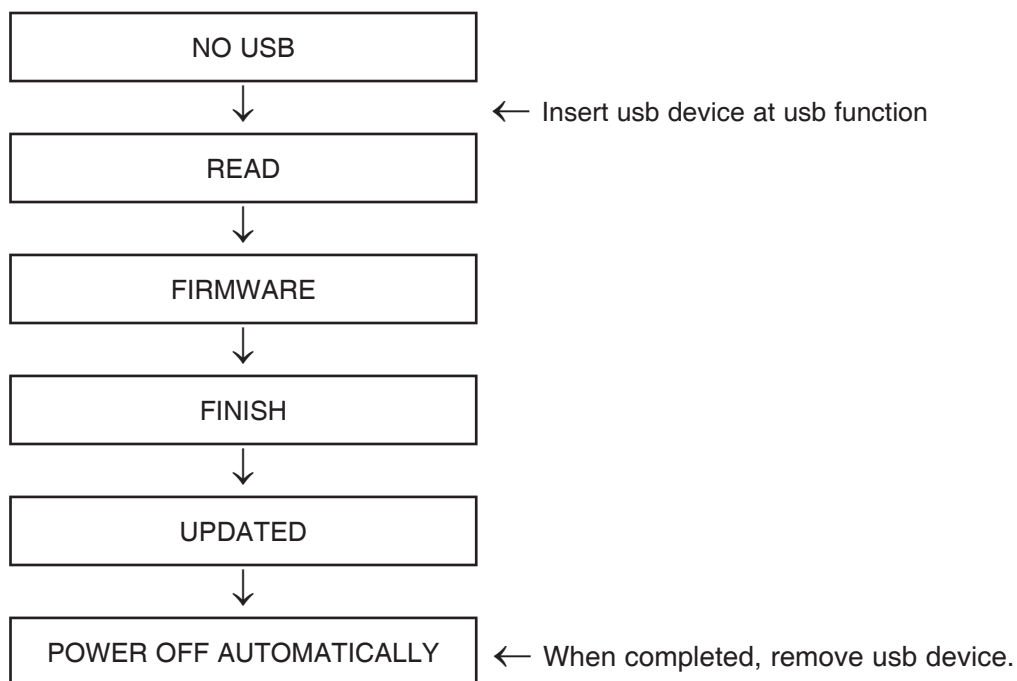 NO USB
← Insert usb device at usb function
READ
FIRMWARE
FINISH
UPDATED
POWER OFF AUTOMATICALLY
← When completed, remove usb device.